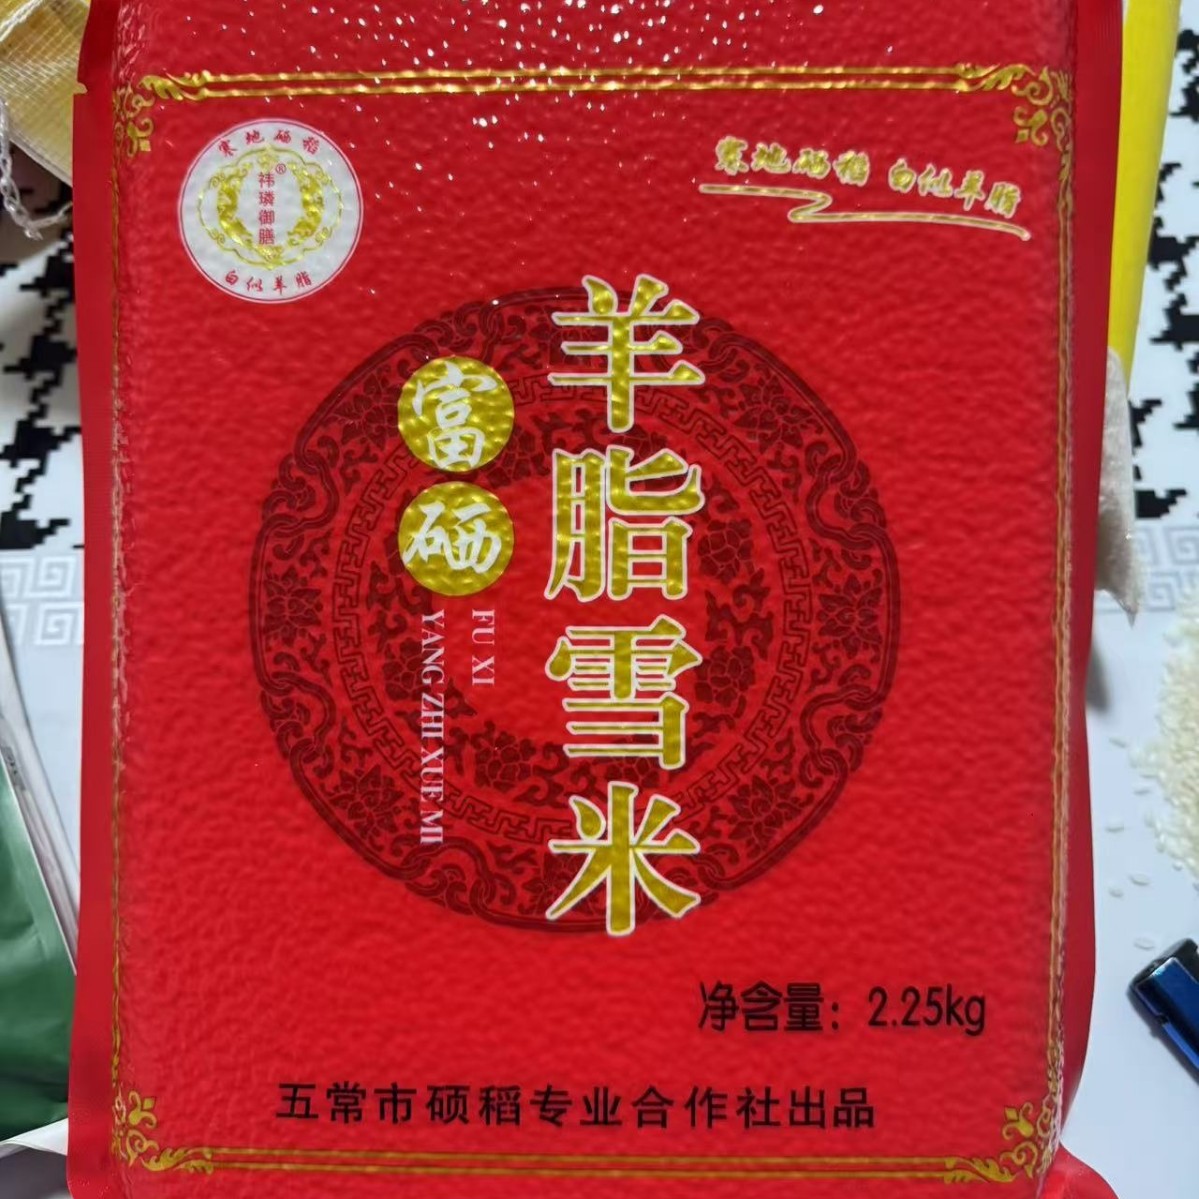 寒地硒稻
祎璘御膳®
白似羊脂
寒地硒稻 白似羊脂
羊脂雪米
富硒
FU XI
YANG ZHI XUE MI
净含量：2.25kg
五常市硕稻专业合作社出品